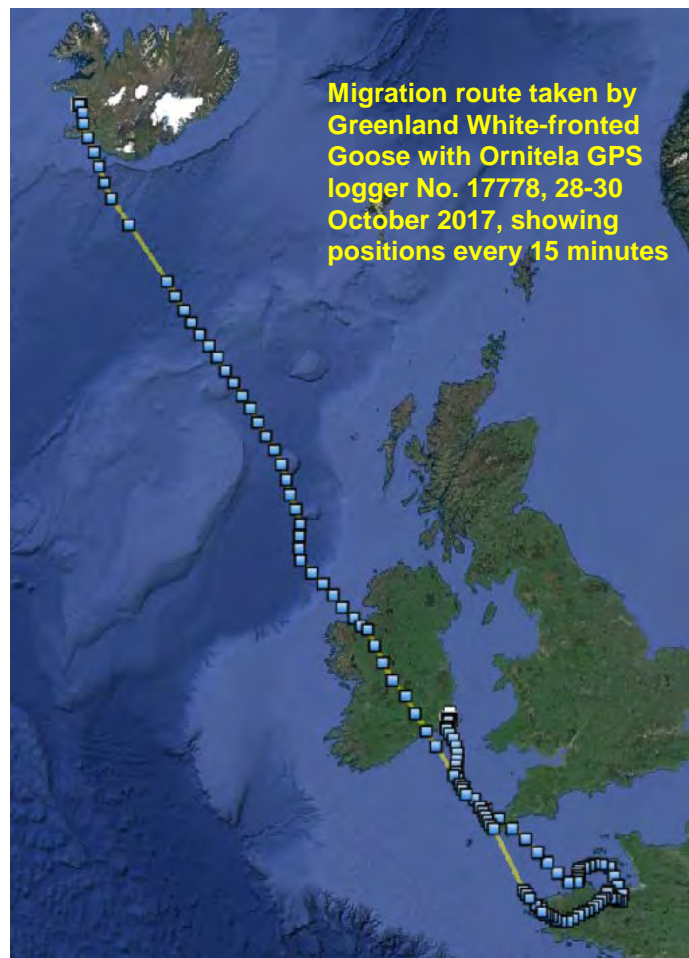 Migration route taken by
Greenland White-fronted
Goose with Ornitela GPS
logger No. 17778, 28-30
October 2017, showing
positions every 15 minutes